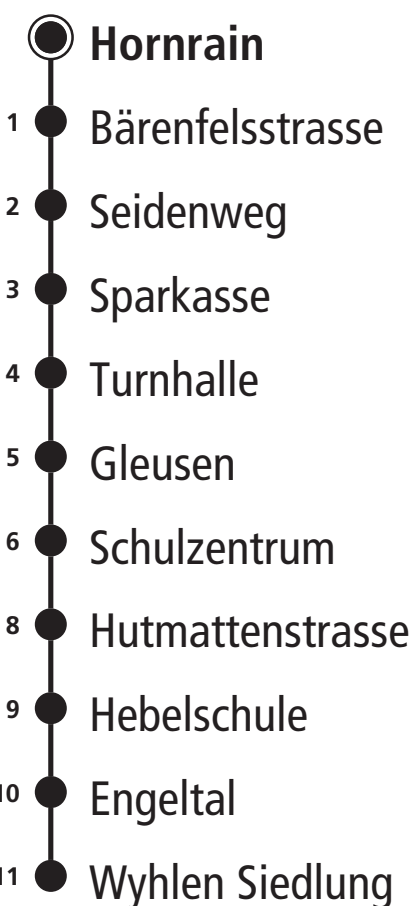 Hornrain
1 Bärenfelsstrasse
2 Seidenweg
3 Sparkasse
4 Turnhalle
5 Gleusen
6 Schulzentrum
8 Hutmattenstrasse
9 Hebelschule
10 Engeltal
11 Wyhlen Siedlung